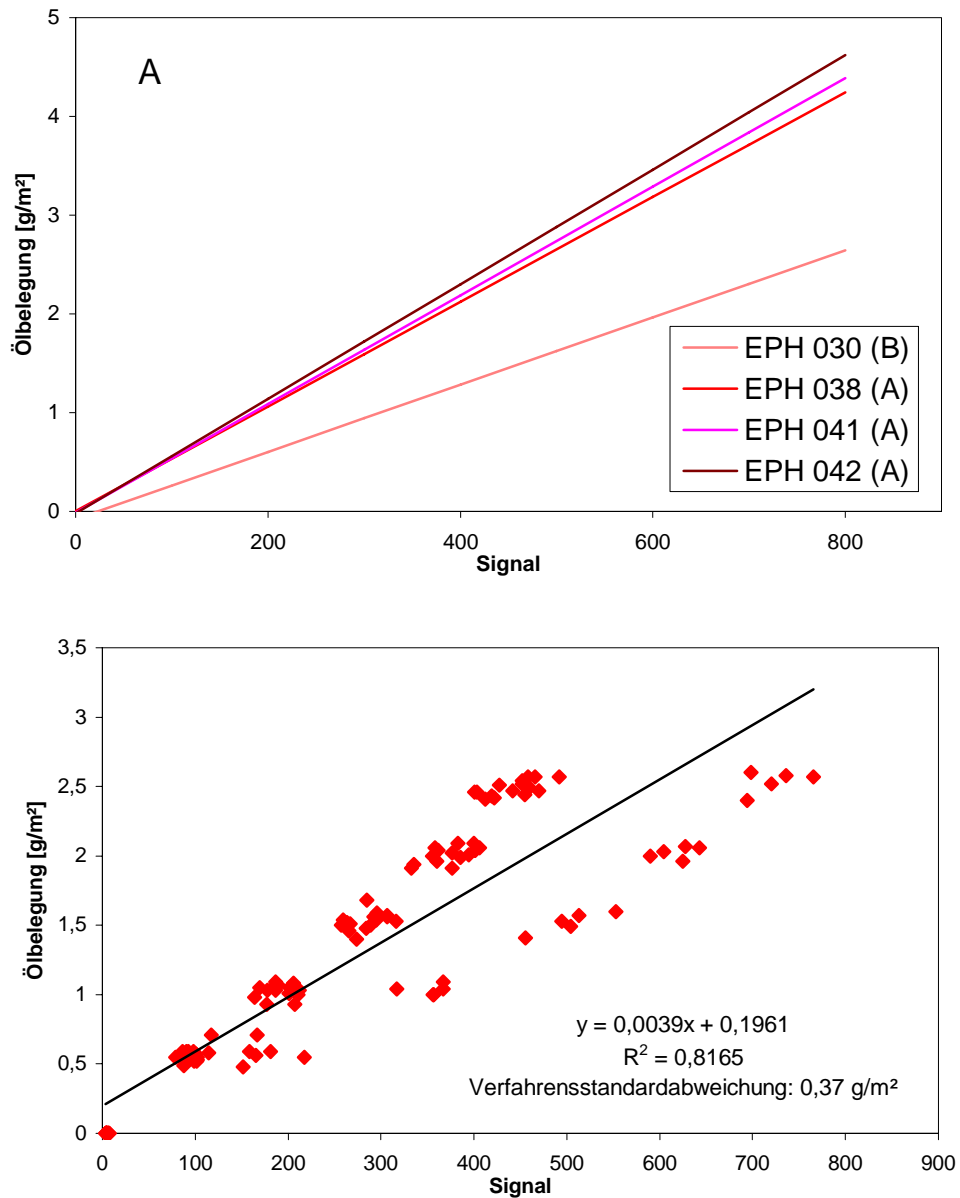 A
5
4
3
2
1
0
Ölbelegung [g/m²]
200
400
600
800
Signal
EPH 030 (B)
EPH 038 (A)
EPH 041 (A)
EPH 042 (A)
3,5
3
2,5
2
1,5
1
0,5
0
Ölbelegung [g/m²]
y = 0,0039x + 0,1961
R² = 0,8165
Verfahrensstandardabweichung: 0,37 g/m²
0
100
200
300
400
500
600
700
800
900
Signal